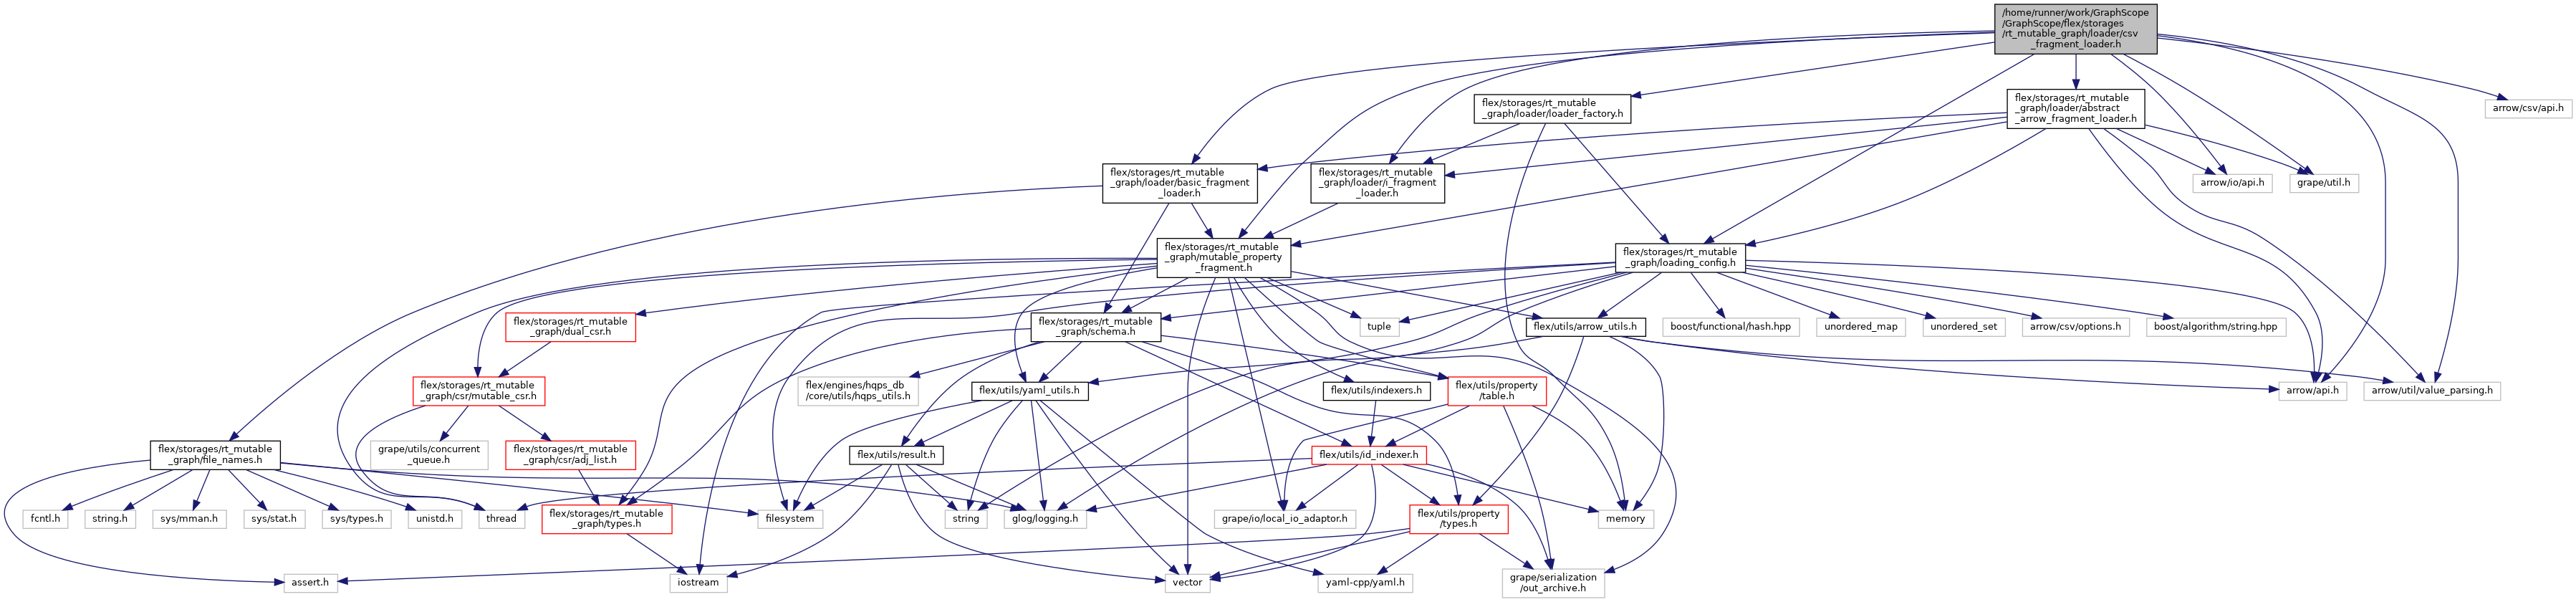 /home/runner/work/GraphScope
/GraphScope/flex/storages
/rt_mutable_graph/loader/csv
_fragment_loader.h
flex/storages/rt_mutable
_graph/loader/loader_factory.h
flex/storages/rt_mutable
_graph/loader/abstract
_arrow_fragment_loader.h
arrow/csv/api.h
flex/storages/rt_mutable
_graph/loader/basic_fragment
_loader.h
flex/storages/rt_mutable
_graph/loader/i_fragment
_loader.h
arrow/io/api.h
grape/util.h
flex/storages/rt_mutable
_graph/mutable_property
_fragment.h
flex/storages/rt_mutable
_graph/loading_config.h
flex/storages/rt_mutable
_graph/dual_csr.h
flex/storages/rt_mutable
_graph/schema.h
tuple
flex/utils/arrow_utils.h
boost/functional/hash.hpp
unordered_map
unordered_set
arrow/csv/options.h
boost/algorithm/string.hpp
flex/storages/rt_mutable
_graph/csr/mutable_csr.h
flex/engines/hqps_db
/core/utils/hqps_utils.h
flex/utils/yaml_utils.h
flex/utils/indexers.h
flex/utils/property
/table.h
arrow/api.h
arrow/util/value_parsing.h
flex/storages/rt_mutable
_graph/file_names.h
grape/utils/concurrent
_queue.h
flex/storages/rt_mutable
_graph/csr/adj_list.h
flex/utils/result.h
flex/utils/id_indexer.h
fcntl.h
string.h
sys/mman.h
sys/stat.h
sys/types.h
unistd.h
thread
flex/storages/rt_mutable
_graph/types.h
filesystem
string
glog/logging.h
grape/io/local_io_adaptor.h
flex/utils/property
/types.h
memory
assert.h
iostream
vector
yaml-cpp/yaml.h
grape/serialization
/out_archive.h